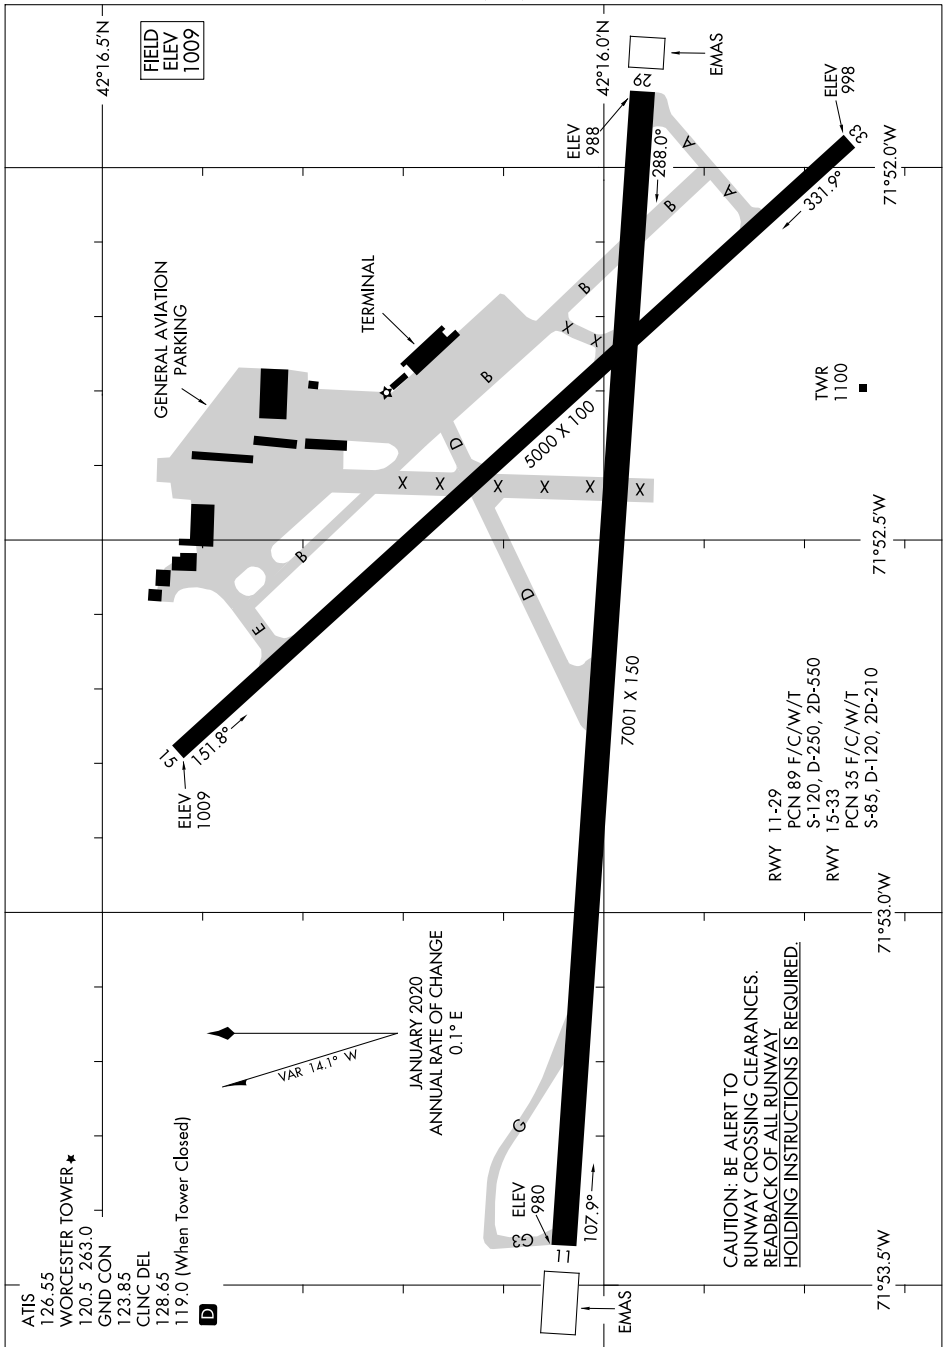 ATIS
126.55
WORCESTER TOWER
120.5 263.0
GND CON
123.85
CLNC DEL
128.65
119.0 (When Tower Closed)
D
FIELD
ELEV
1009
42°16.5'N
42°16.0'N
EMAS
29
ELEV
988
288.0°
ELEV
998
33
331.9°
71°52.0'W
A
A
B
B
X
X
GENERAL AVIATION
PARKING
TERMINAL
B
D
5000 X 100
TWR
1100
X
X
X
X
X
X
71°52.5'W
B
D
E
15
151.8°
ELEV
1009
7001 X 150
RWY 11-29
PCN 89 F/C/W/T
S-120, D-250, 2D-550
RWY 15-33
PCN 35 F/C/W/T
S-85, D-120, 2D-210
71°53.0'W
VAR 14.1° W
JANUARY 2020
ANNUAL RATE OF CHANGE
0.1° E
G
G3
ELEV
980
11
107.9°
EMAS
CAUTION: BE ALERT TO
RUNWAY CROSSING CLEARANCES.
READBACK OF ALL RUNWAY
HOLDING INSTRUCTIONS IS REQUIRED.
71°53.5'W